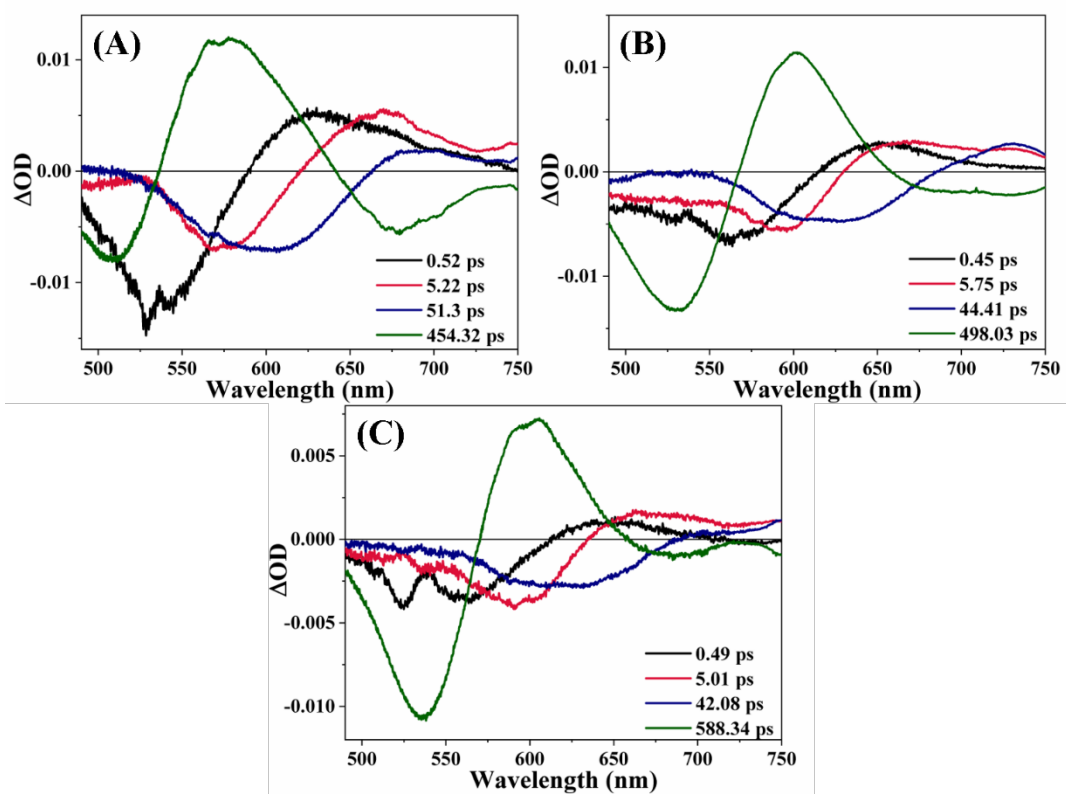 (A)
ΔOD
0.01
0.00
-0.01
0.52 ps
5.22 ps
51.3 ps
454.32 ps
500 550 600 650 700 750
Wavelength (nm)
(B)
ΔOD
0.01
0.00
-0.01
0.45 ps
5.75 ps
44.41 ps
498.03 ps
500 550 600 650 700 750
Wavelength (nm)
(C)
ΔOD
0.005
0.000
-0.005
-0.010
0.49 ps
5.01 ps
42.08 ps
588.34 ps
500 550 600 650 700 750
Wavelength (nm)